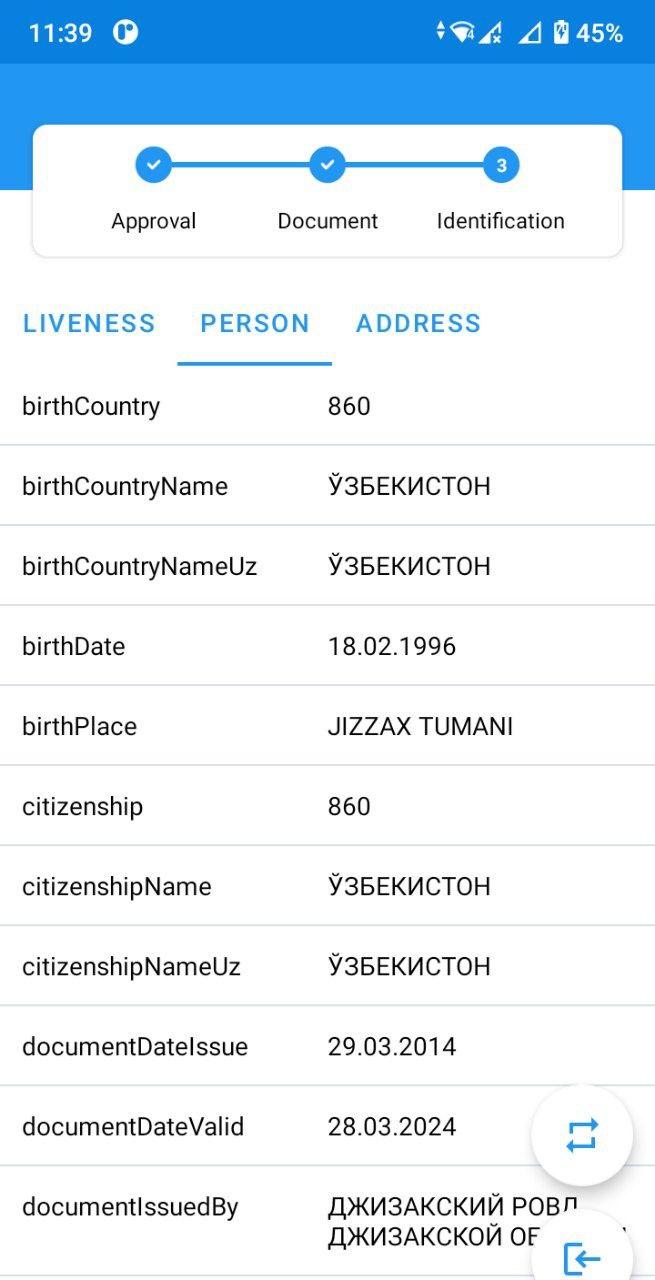 11:39
45%
3
Approval Document Identification
LIVENESS PERSON ADDRESS
birthCountry 860
birthCountryName ЎЗБЕКИСТОН
birthCountryNameUz ЎЗБЕКИСТОН
birthDate 18.02.1996
birthPlace JIZZAX TUMANI
citizenship 860
citizenshipName ЎЗБЕКИСТОН
citizenshipNameUz ЎЗБЕКИСТОН
documentDateIssue 29.03.2014
documentDateValid 28.03.2024
documentIssuedBy ДЖИЗАКСКИЙ РОВД
ДЖИЗАКСКОЙ